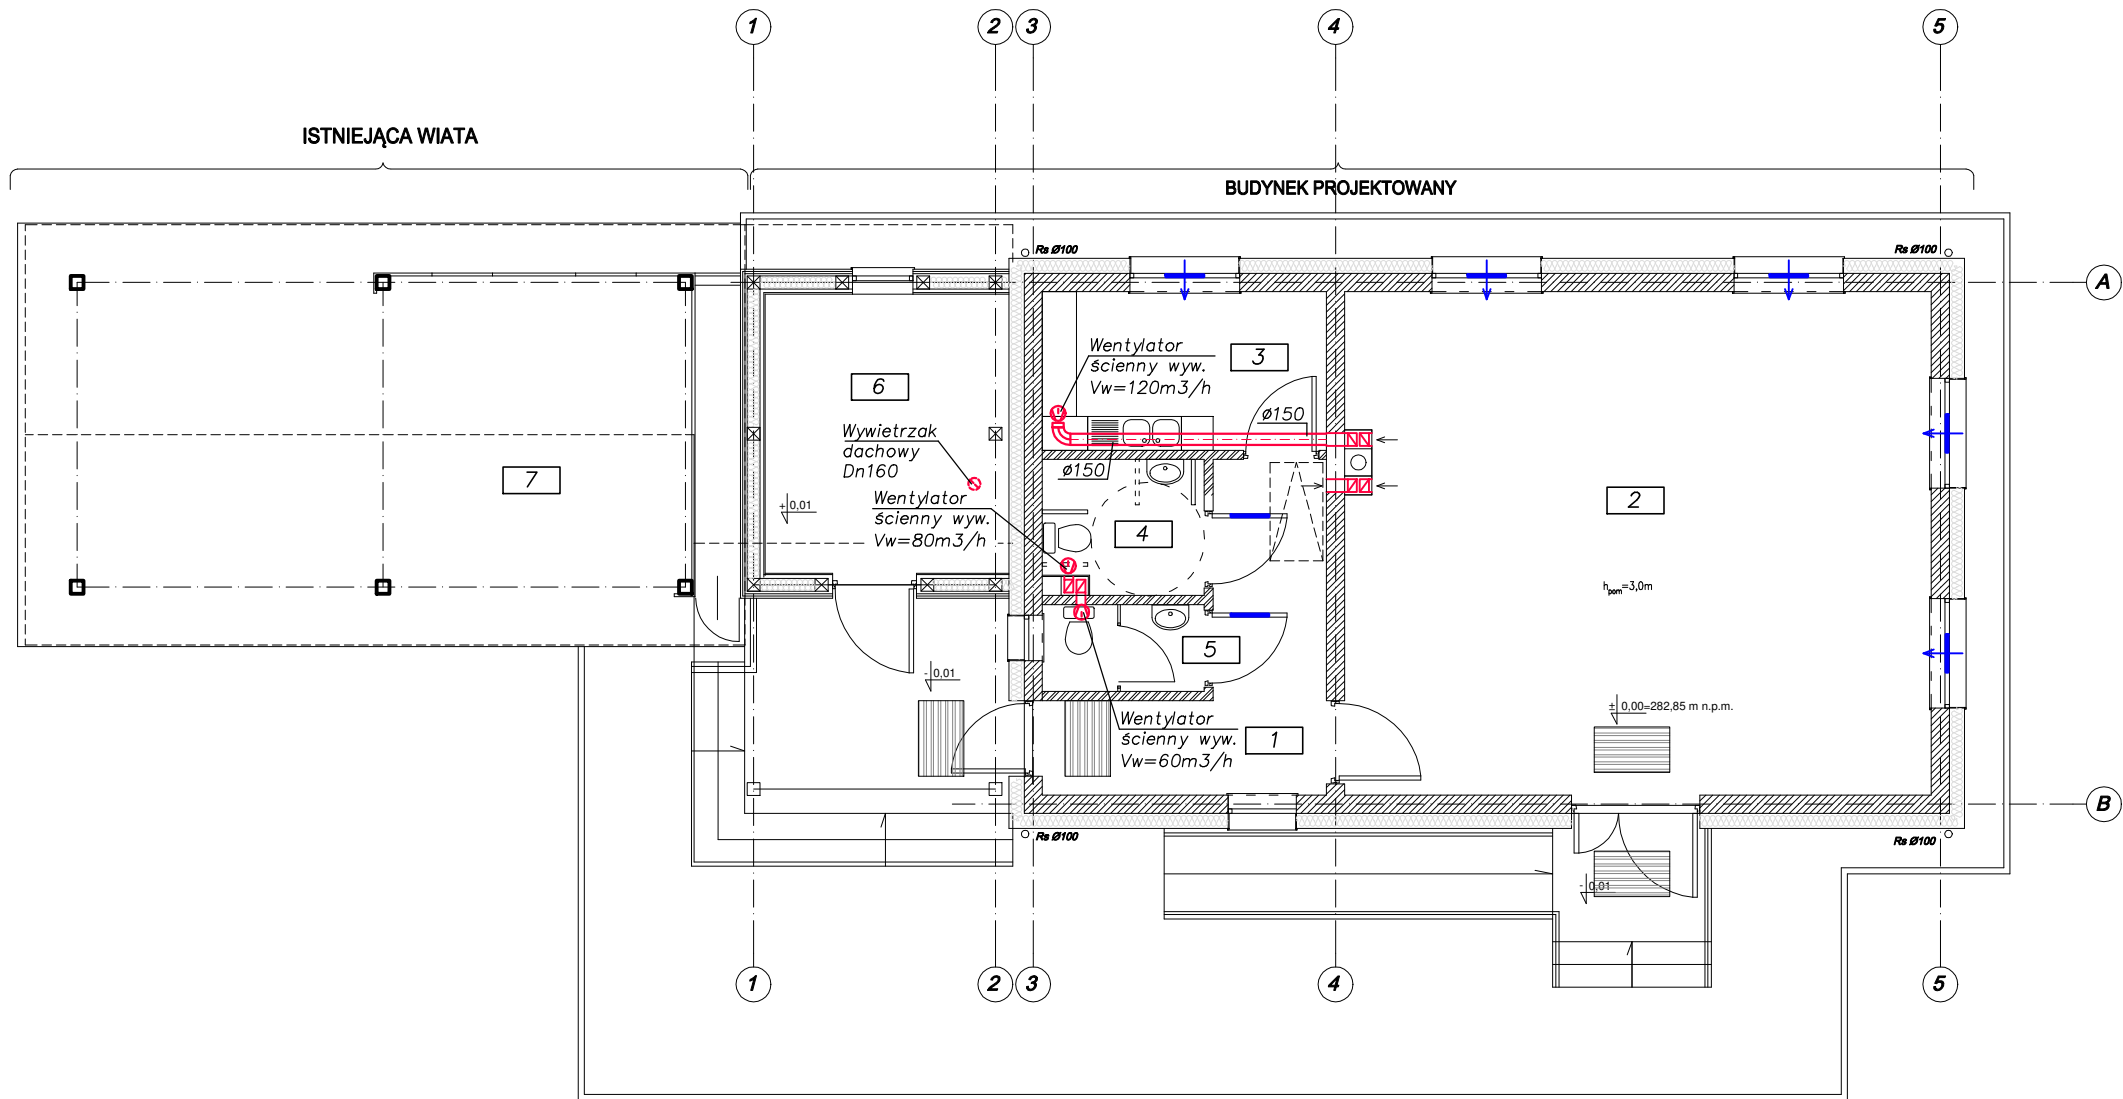 1 2 3 4 5
ISTNIEJĄCA WIATA
BUDYNEK PROJEKTOWANY
Rs Ø100
Rs Ø100
A
Wentylator
ścienny wyw.
Vw=120m3/h
3
6
ø150
Wywietrzak
dachowy
Dn160
ø150
7
2
Wentylator
ścienny wyw.
Vw=80m3/h
+ 0,01
4
h pom=3,0m
5
- 0,01
± 0,00=282,85 m n.p.m.
Wentylator
ścienny wyw.
Vw=60m3/h
1
B
Rs Ø100
Rs Ø100
- 0,01
1 2 3 4 5